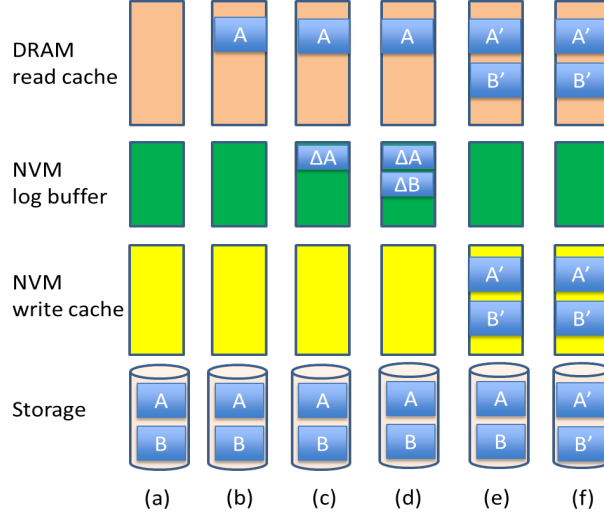 DRAM
read cache
A A A A' A'
B' B'
NVM
log buffer
ΔA ΔA
ΔB
NVM
write cache
A' A'
B' B'
Storage
A A A A A A'
B B B B B B'
(a) (b) (c) (d) (e) (f)